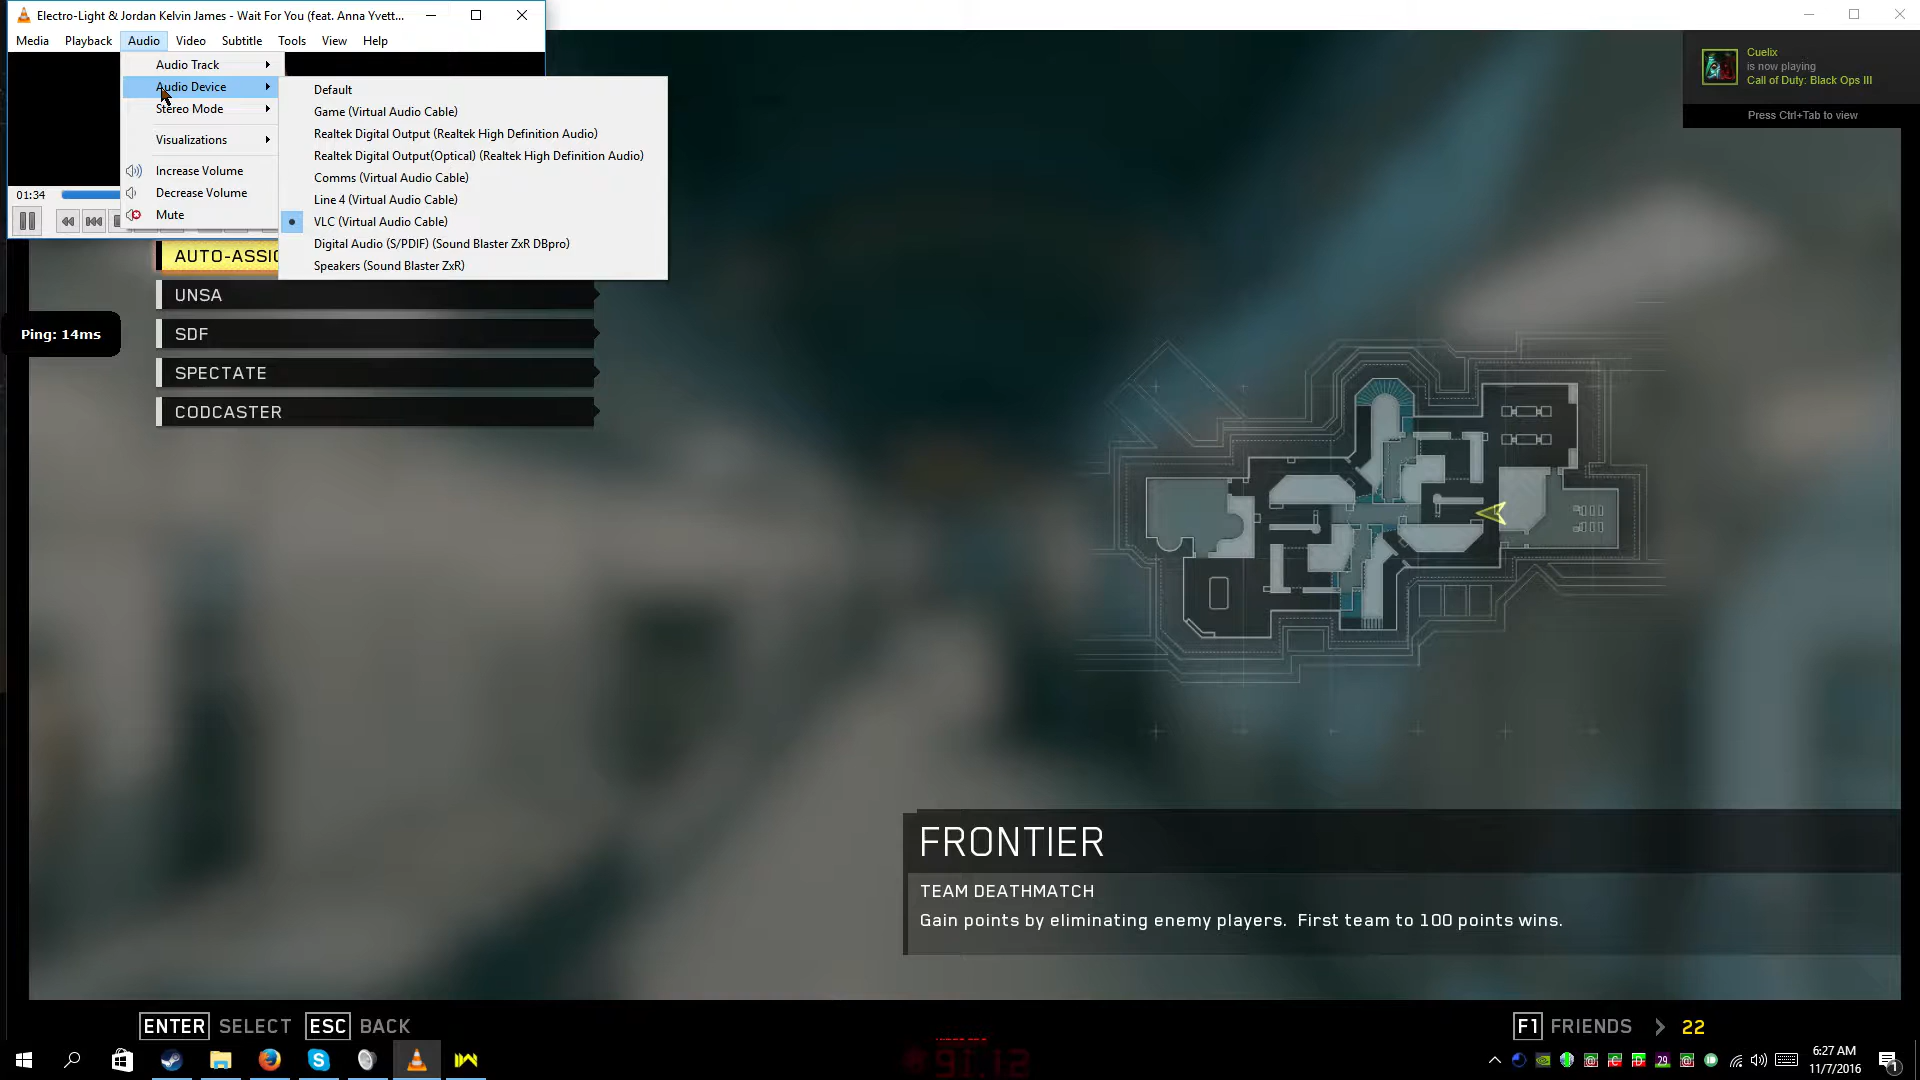 Electro-Light & Jordan Kelvin James - Wait For You (feat. Anna Yvett...
Media Playback Audio Video Subtitle Tools View Help
Audio Track
Audio Device
Stereo Mode
Visualizations
Increase Volume
Decrease Volume
Mute
Default
Game (Virtual Audio Cable)
Realtek Digital Output (Realtek High Definition Audio)
Realtek Digital Output(Optical) (Realtek High Definition Audio)
Comms (Virtual Audio Cable)
Line 4 (Virtual Audio Cable)
VLC (Virtual Audio Cable)
Digital Audio (S/PDIF) (Sound Blaster ZxR DBpro)
Speakers (Sound Blaster ZxR)
01:34
Cuelix
is now playing
Call of Duty: Black Ops III
Press Ctrl+Tab to view
AUTO-ASSIG
UNSA
SDF
SPECTATE
CODCASTER
Ping: 14ms
FRONTIER
TEAM DEATHMATCH
Gain points by eliminating enemy players. First team to 100 points wins.
ENTER SELECT ESC BACK
F1 FRIENDS > 22
91.12
29
6:27 AM
11/7/2016
1